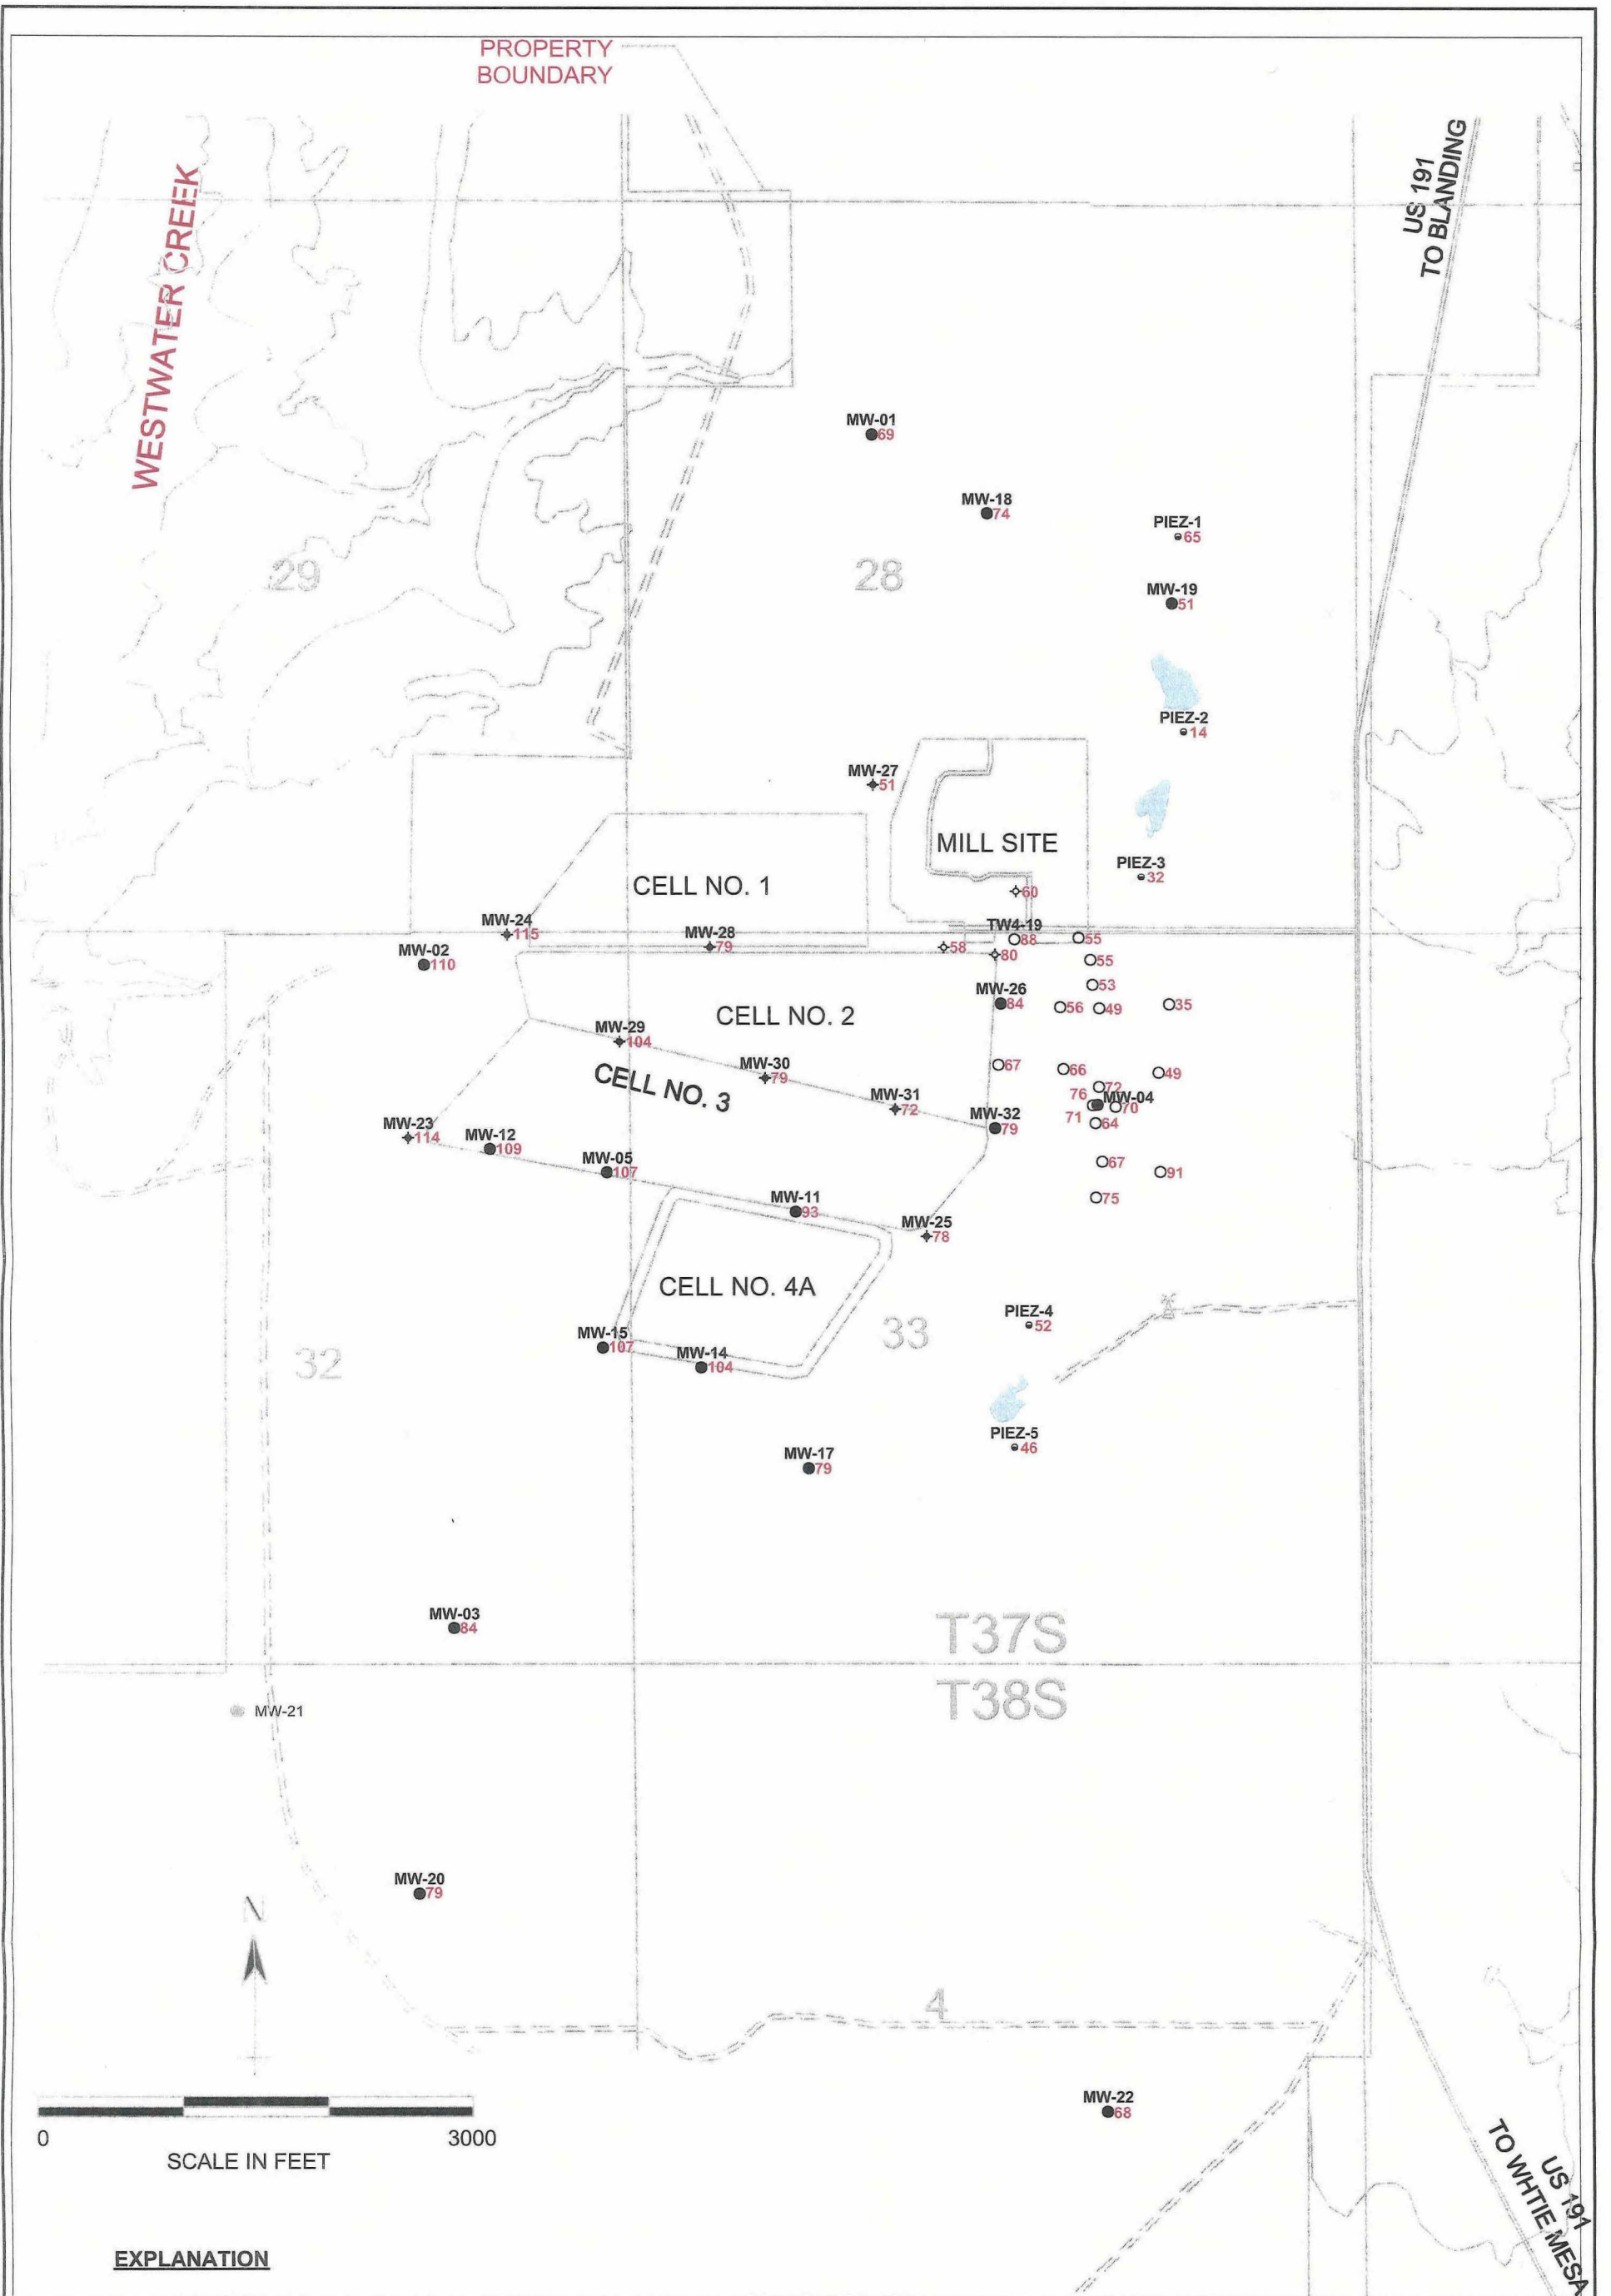 PROPERTY
BOUNDARY
WESTWATER CREEK
US 191
TO BLANDING
MW-01
69
MW-18
74
PIEZ-1
65
29
28
MW-19
51
PIEZ-2
14
MW-27
51
MILL SITE
PIEZ-3
32
CELL NO. 1
60
MW-24
115
MW-28
79
TW4-19
88
55
58
80
MW-02
110
55
53
MW-26
84
56
49
35
CELL NO. 2
MW-29
104
67
66
49
MW-30
79
CELL NO. 3
72
76
MW-04
70
MW-31
72
71
64
MW-32
79
MW-23
114
MW-12
109
MW-05
107
67
91
75
MW-11
93
MW-25
78
CELL NO. 4A
PIEZ-4
52
33
MW-15
107
MW-14
104
32
PIEZ-5
46
MW-17
79
MW-03
84
T37S
T38S
MW-21
MW-20
79
N
4
MW-22
68
0
3000
SCALE IN FEET
US 191
TO WHTIE MESA
EXPLANATION